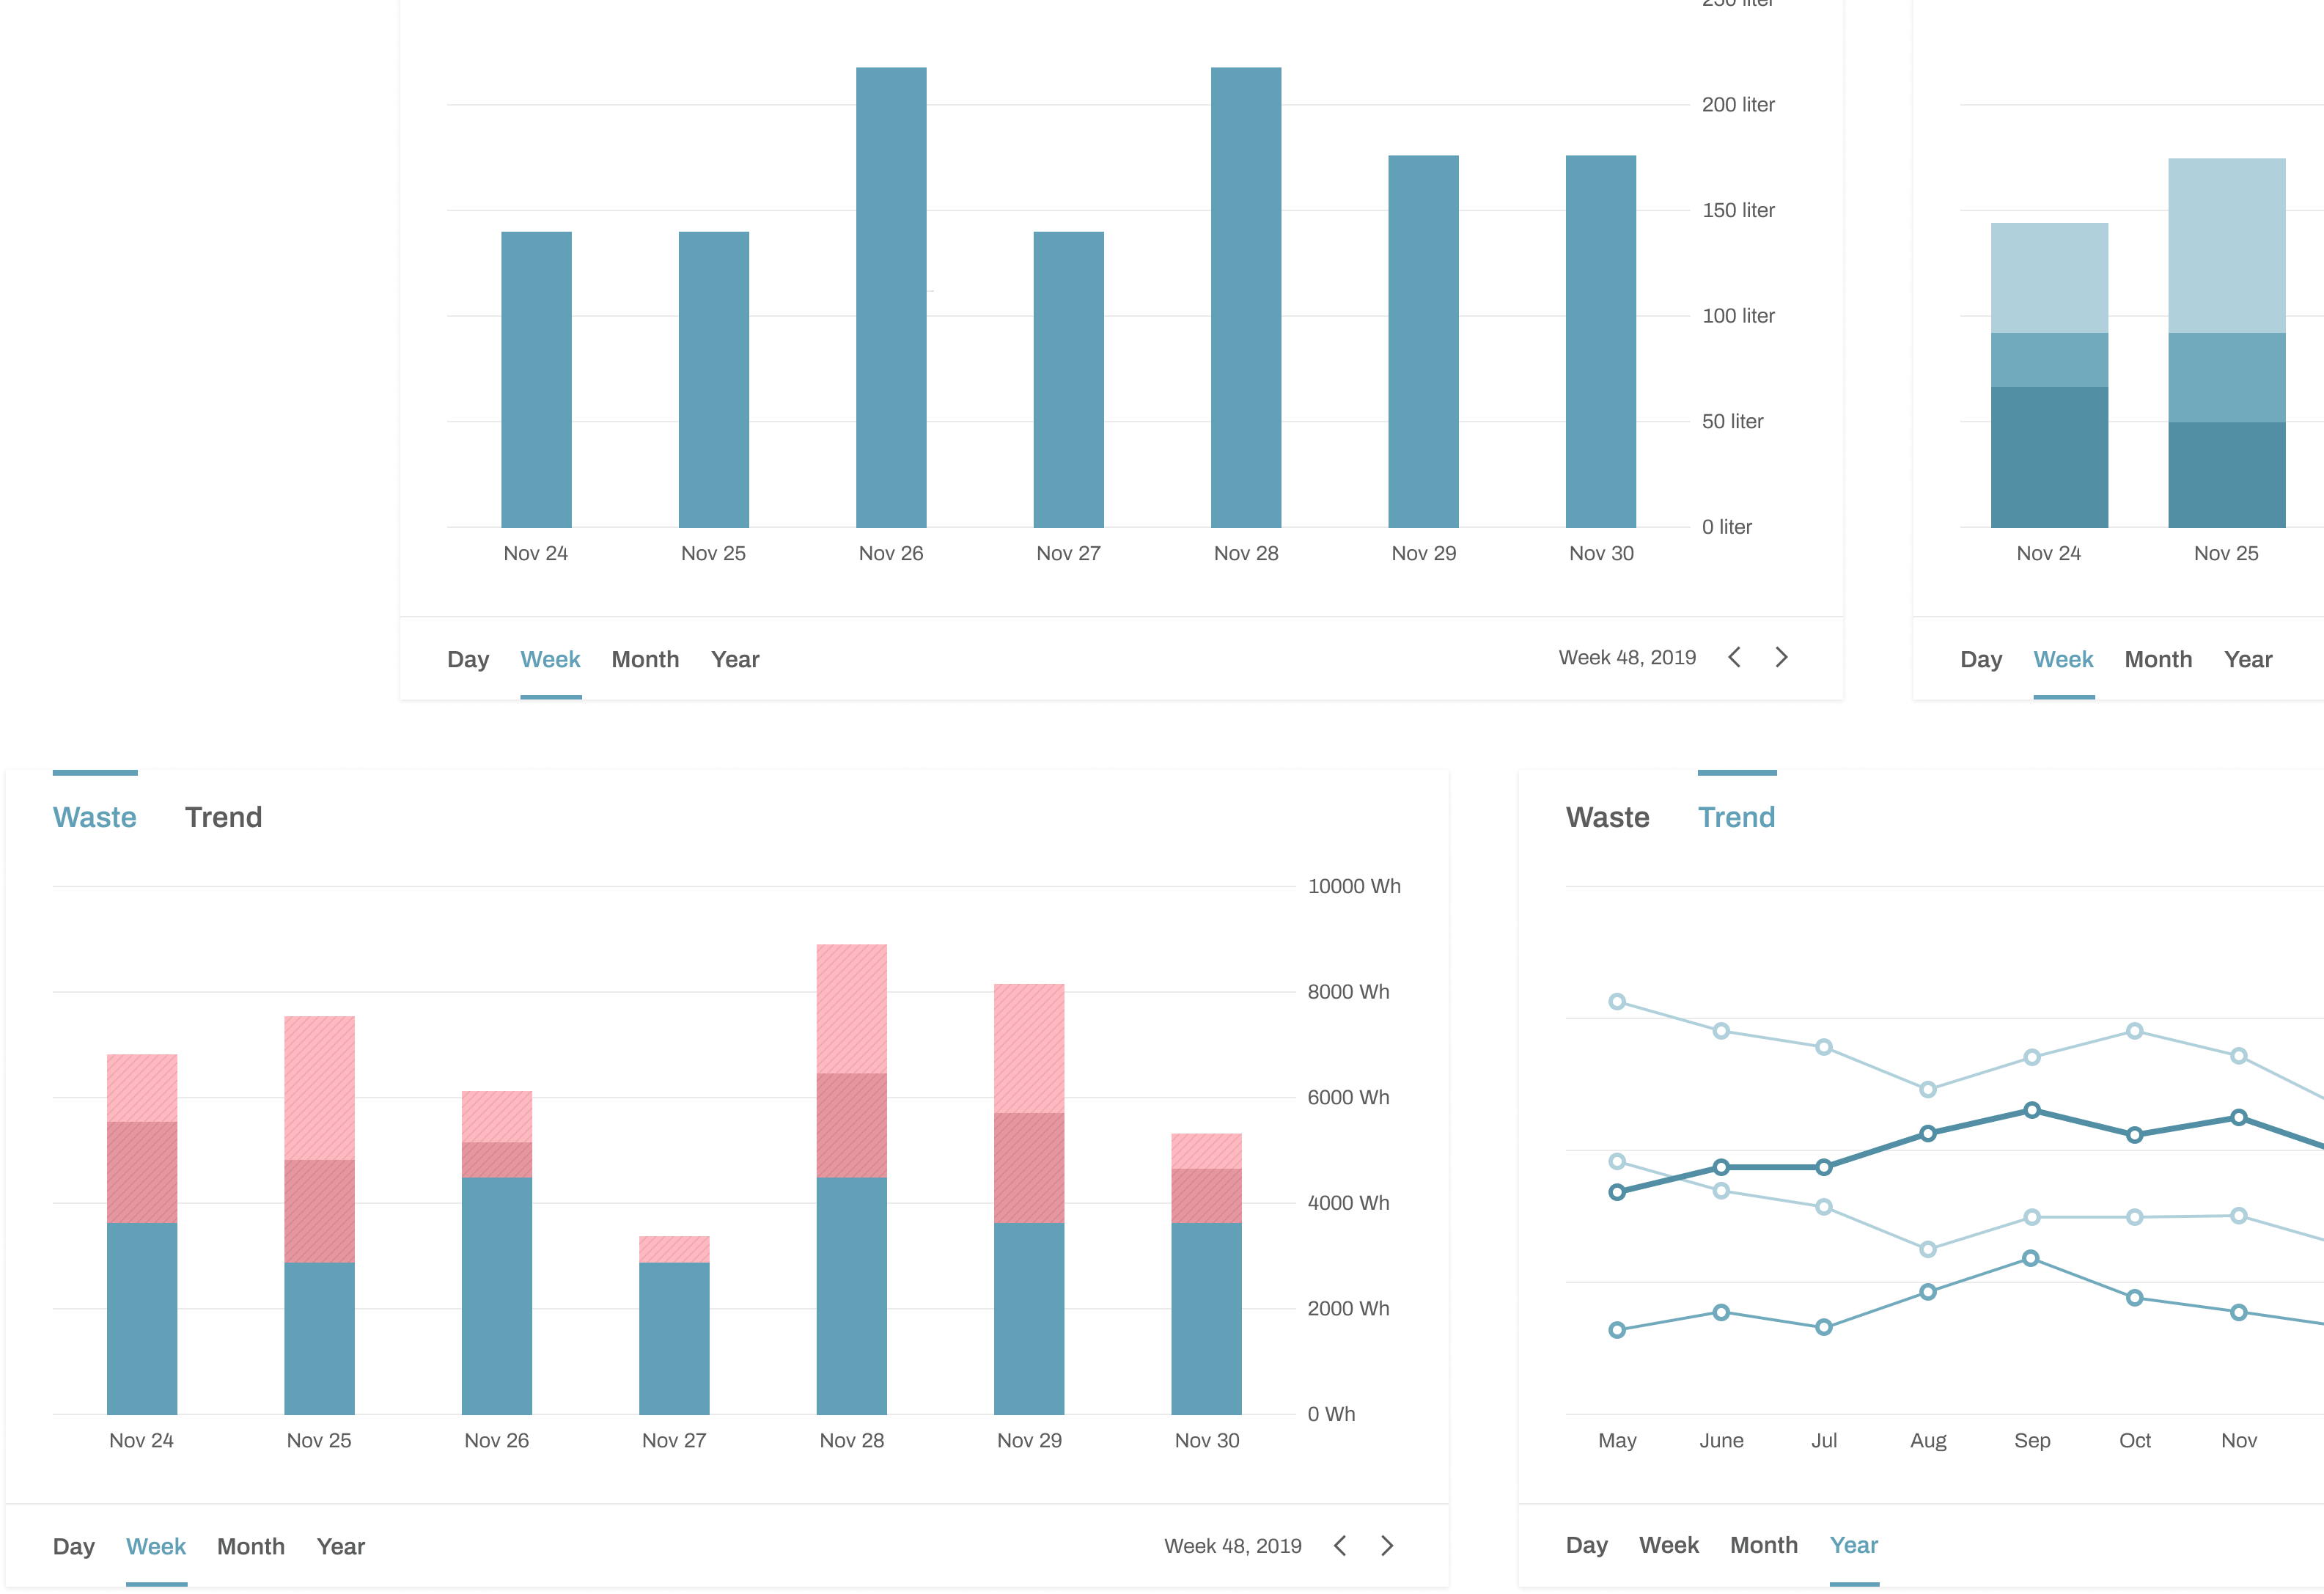 250 liter
200 liter
150 liter
100 liter
50 liter
0 liter
Nov 24 Nov 25 Nov 26 Nov 27 Nov 28 Nov 29 Nov 30
Day Week Month Year
Week 48, 2019
Nov 24 Nov 25
Day Week Month Year
Waste Trend
10000 Wh
8000 Wh
6000 Wh
4000 Wh
2000 Wh
0 Wh
Nov 24 Nov 25 Nov 26 Nov 27 Nov 28 Nov 29 Nov 30
Day Week Month Year
Week 48, 2019
Waste Trend
May June Jul Aug Sep Oct Nov
Day Week Month Year